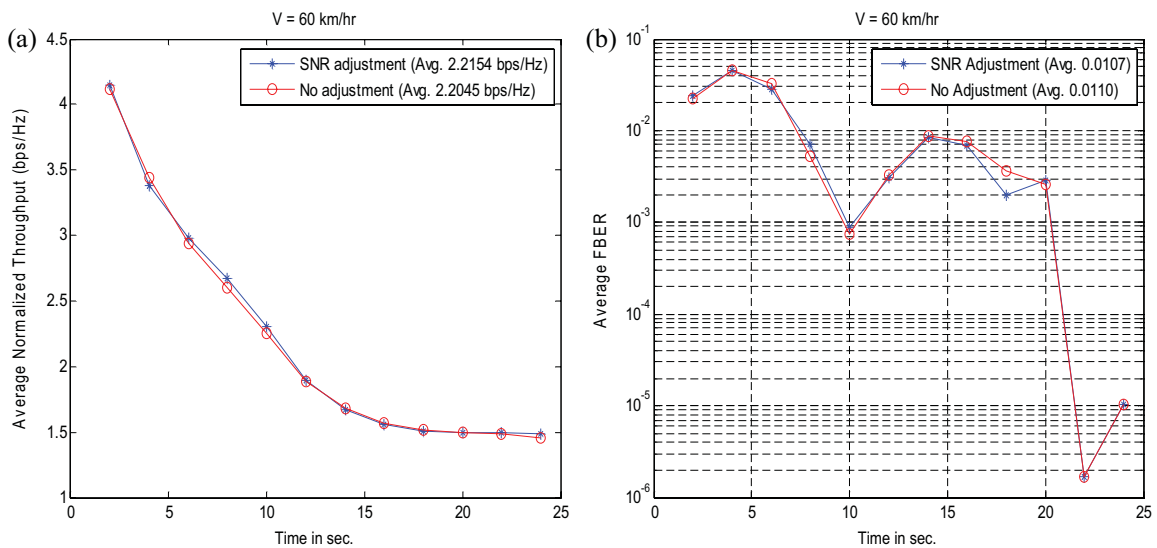 (a)
V = 60 km/hr
4.5
4
3.5
3
2.5
2
1.5
1
Average Normalized Throughput (bps/Hz)
SNR adjustment (Avg. 2.2154 bps/Hz)
No adjustment (Avg. 2.2045 bps/Hz)
0 5 10 15 20 25
Time in sec.
(b)
V = 60 km/hr
10^-1
10^-2
10^-3
10^-4
10^-5
10^-6
Average FBER
SNR Adjustment (Avg. 0.0107)
No Adjustment (Avg. 0.0110)
0 5 10 15 20 25
Time in sec.